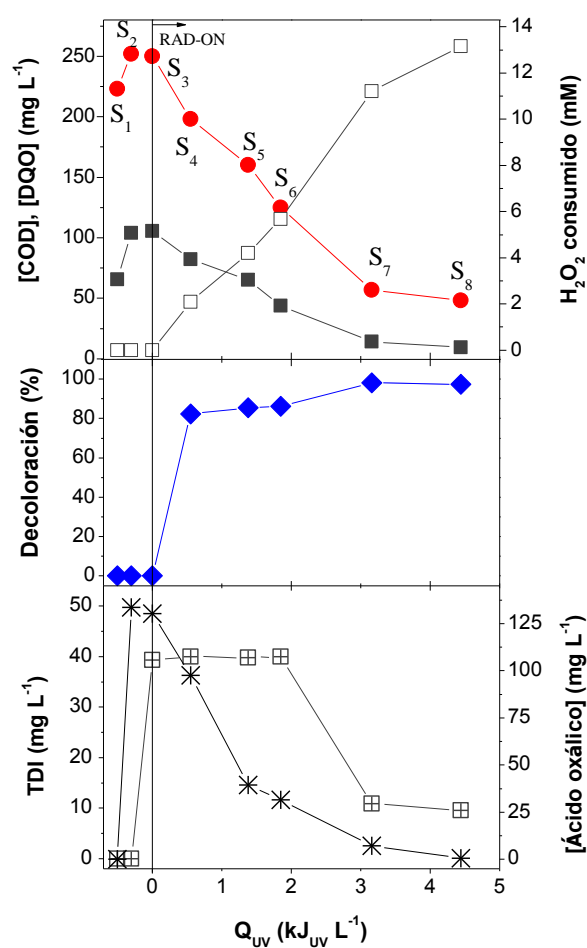 [COD], [DQO] (mg L⁻¹)
250
200
150
100
50
0
RAD-ON
S₁
S₂
S₃
S₄
S₅
S₆
S₇
S₈
14
12
10
8
6
4
2
0
H₂O₂ consumido (mM)
Decoloración (%)
100
80
60
40
20
0
TDI (mg L⁻¹)
50
40
30
20
10
0
125
100
75
50
25
0
[Ácido oxálico] (mg L⁻¹)
0 1 2 3 4 5
Q_UV (kJ_UV L⁻¹)